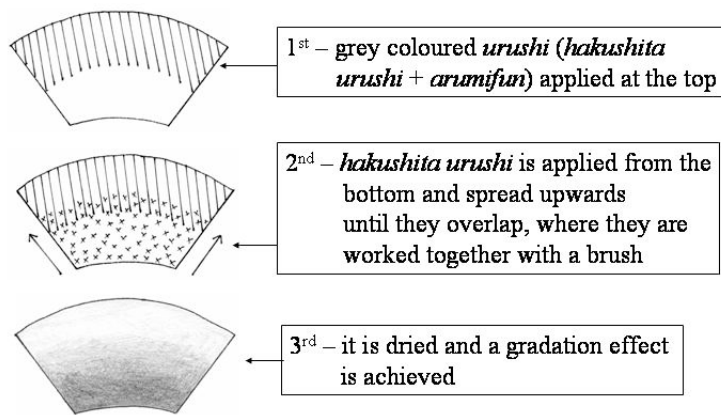 1st – grey coloured urushi (hakushita
urushi + arumifun) applied at the top
2nd – hakushita urushi is applied from the
bottom and spread upwards
until they overlap, where they are
worked together with a brush
3rd – it is dried and a gradation effect
is achieved